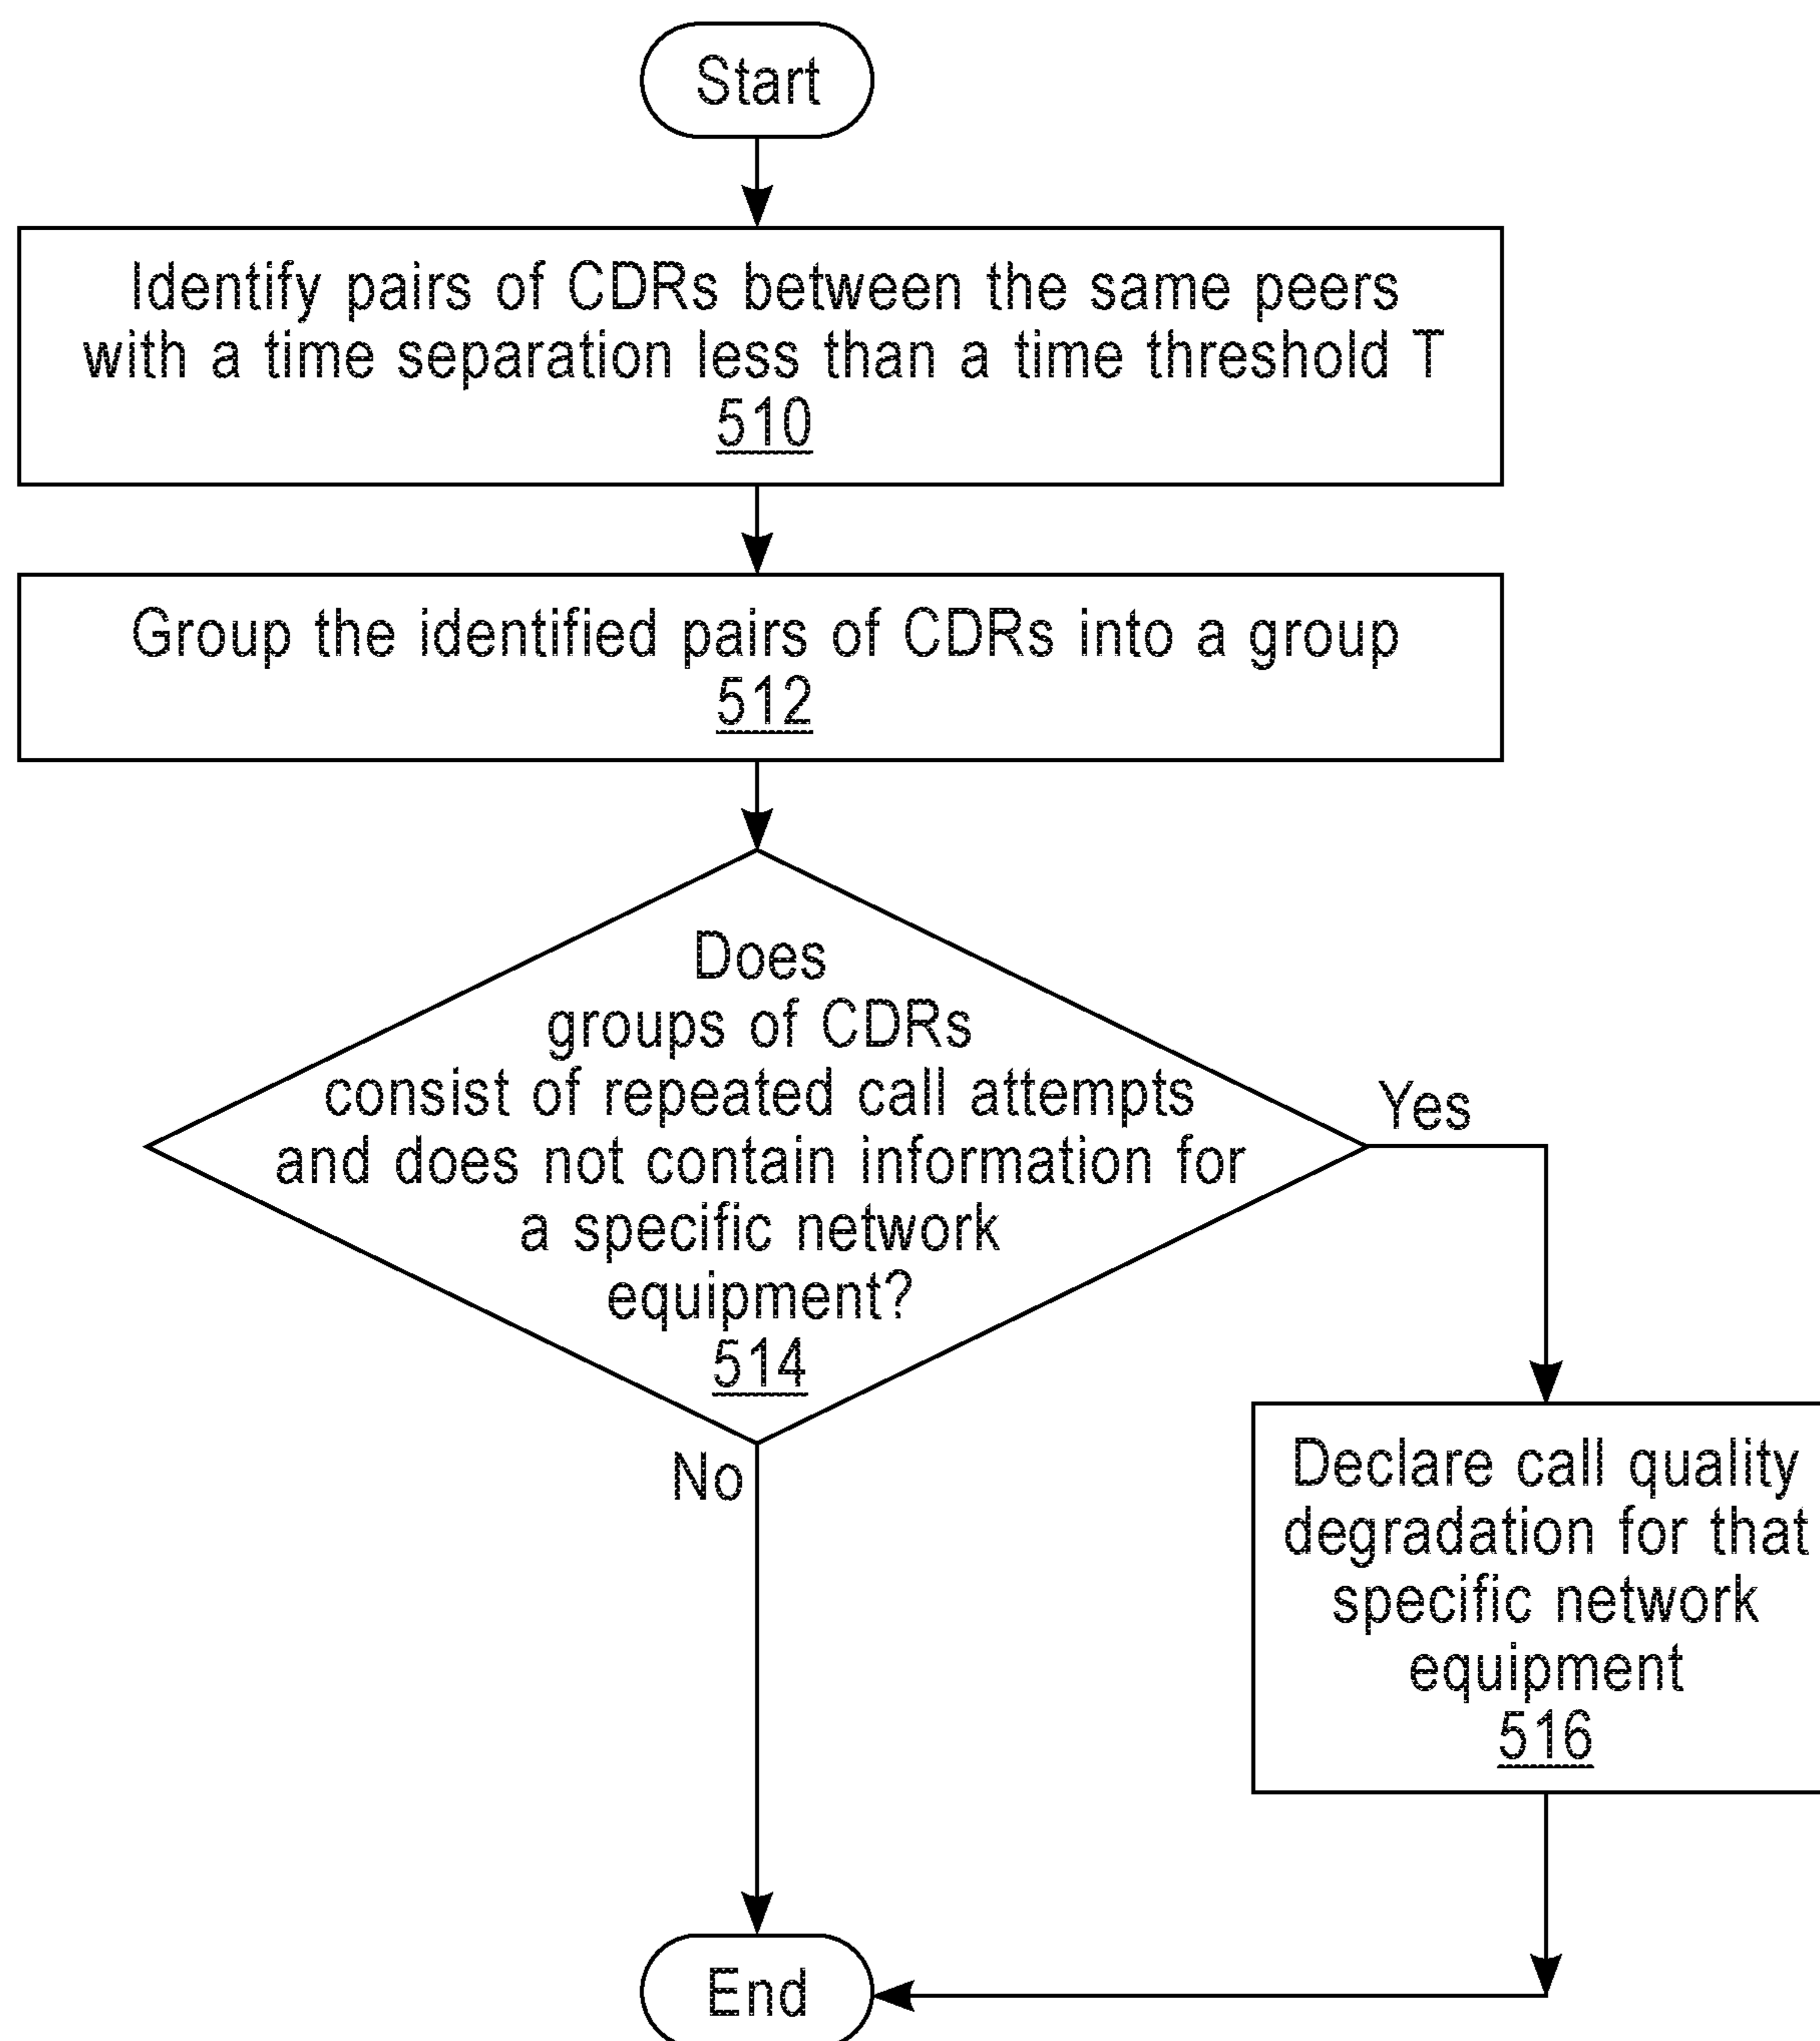 Start
Identify pairs of CDRs between the same peers
with a time separation less than a time threshold T
510
Group the identified pairs of CDRs into a group
512
Does
groups of CDRs
consist of repeated call attempts
and does not contain information for
a specific network
equipment?
514
Yes
No
Declare call quality
degradation for that
specific network
equipment
516
End